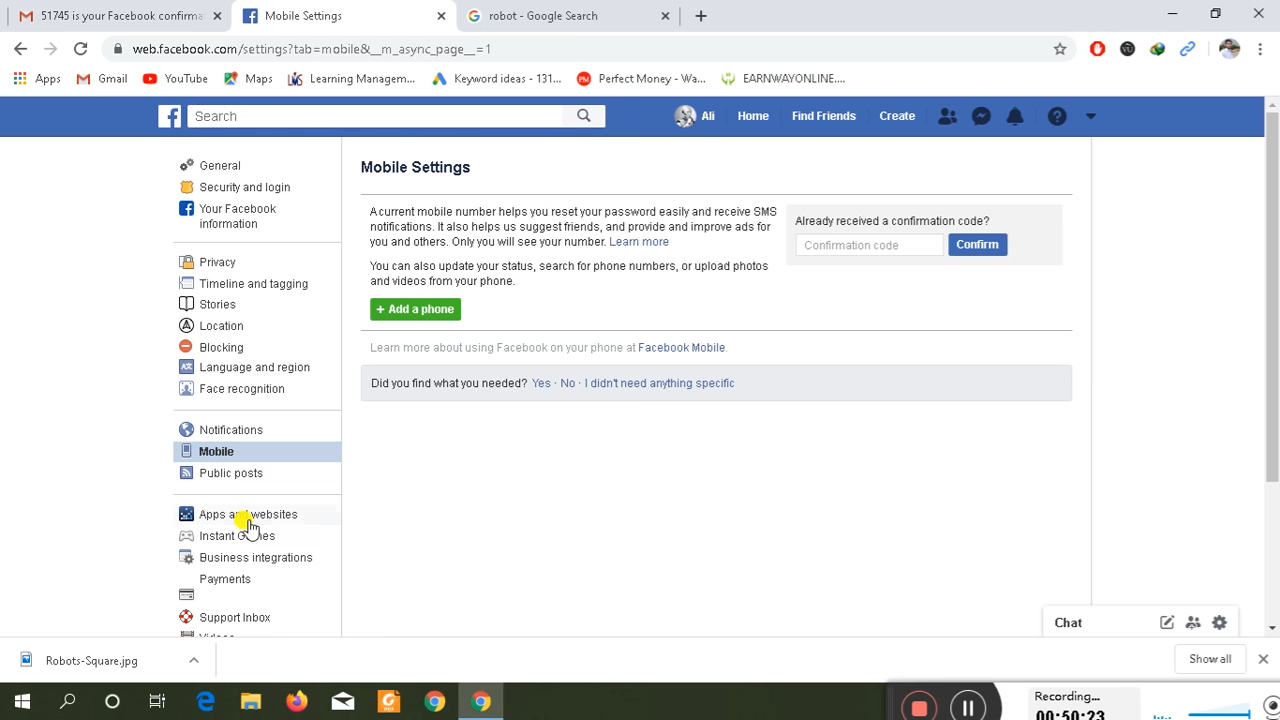 51745 is your Facebook confirma
Mobile Settings
robot - Google Search
web.facebook.com/settings?tab=mobile&__m_async_page__=1
Apps
Gmail
YouTube
Maps
Learning Managem...
Keyword ideas - 131...
Perfect Money - Wa...
EARNWAYONLINE....
Search
Ali
Home
Find Friends
Create
General
Security and login
Your Facebook
information
Privacy
Timeline and tagging
Stories
Location
Blocking
Language and region
Face recognition
Notifications
Mobile
Public posts
Apps and websites
Instant Games
Business integrations
Payments
Support Inbox
Videos
Mobile Settings
A current mobile number helps you reset your password easily and receive SMS
notifications. It also helps us suggest friends, and provide and improve ads for
you and others. Only you will see your number. Learn more
You can also update your status, search for phone numbers, or upload photos
and videos from your phone.
+ Add a phone
Already received a confirmation code?
Confirmation code
Confirm
Learn more about using Facebook on your phone at Facebook Mobile.
Did you find what you needed? Yes · No · I didn't need anything specific
Chat
Robots-Square.jpg
Show all
Recording...
00:50:23